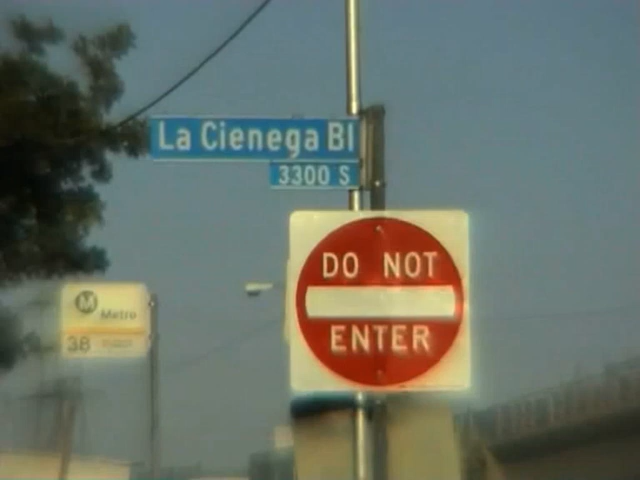 La Cienega Bl
3300 S
DO NOT
ENTER
M
Metro
38